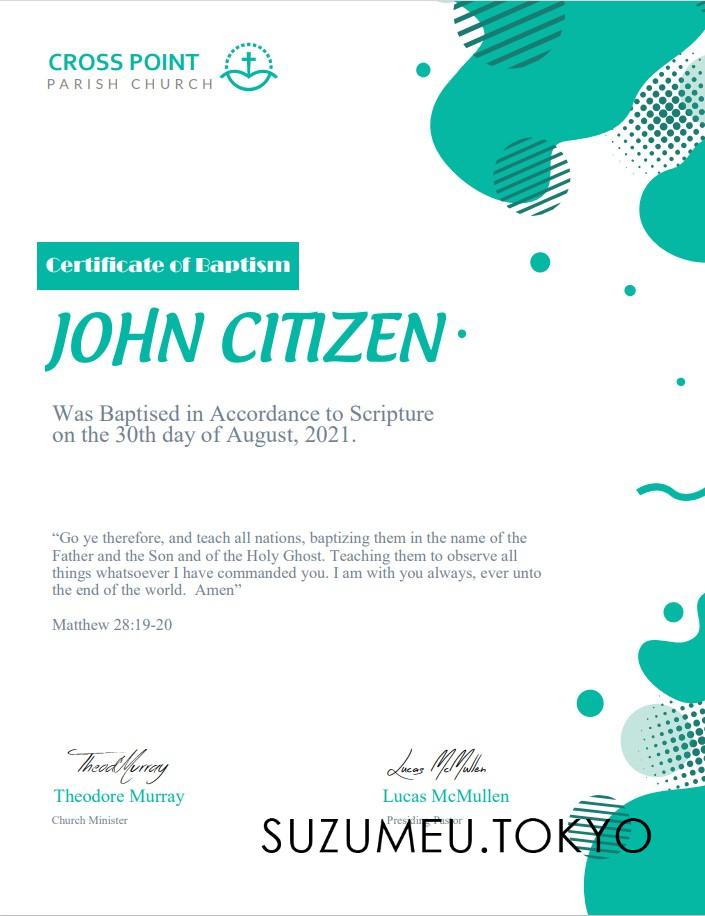 CROSS POINT
PARISH CHURCH
Certificate of Baptism
JOHN CITIZEN
Was Baptised in Accordance to Scripture
on the 30th day of August, 2021.
“Go ye therefore, and teach all nations, baptizing them in the name of the
Father and the Son and of the Holy Ghost. Teaching them to observe all
things whatsoever I have commanded you. I am with you always, ever unto
the end of the world.  Amen”
Matthew 28:19-20
TheodMurray Lucas McMullen
Theodore Murray Lucas McMullen
Church Minister Presiding Pastor
SUZUMEU.TOKYO